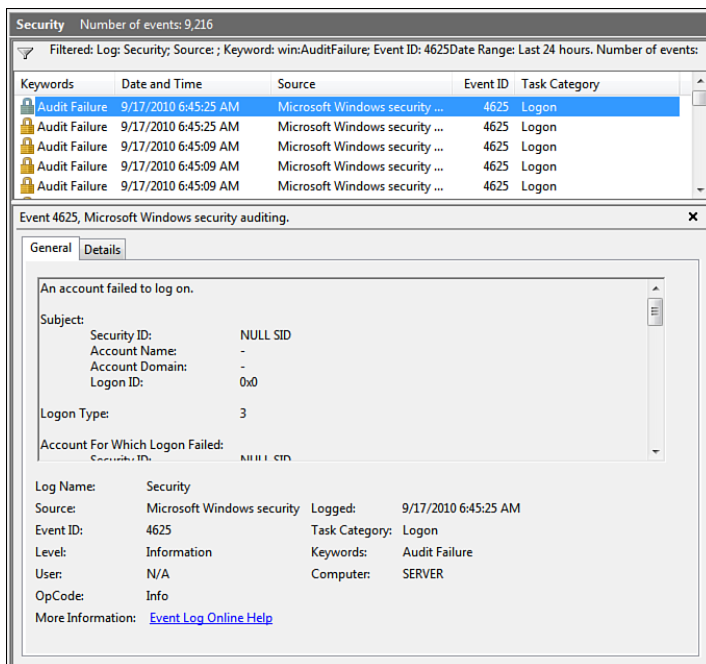 Security Number of events: 9,216
Filtered: Log: Security; Source: ; Keyword: win:AuditFailure; Event ID: 4625Date Range: Last 24 hours. Number of events:
Keywords Date and Time Source Event ID Task Category
Audit Failure 9/17/2010 6:45:25 AM Microsoft Windows security ... 4625 Logon
Audit Failure 9/17/2010 6:45:25 AM Microsoft Windows security ... 4625 Logon
Audit Failure 9/17/2010 6:45:09 AM Microsoft Windows security ... 4625 Logon
Audit Failure 9/17/2010 6:45:09 AM Microsoft Windows security ... 4625 Logon
Audit Failure 9/17/2010 6:45:09 AM Microsoft Windows security ... 4625 Logon
Event 4625, Microsoft Windows security auditing.
General Details
An account failed to log on.
Subject:
Security ID: NULL SID
Account Name: -
Account Domain: -
Logon ID: 0x0
Logon Type: 3
Account For Which Logon Failed:
Security ID: NULL SID
Log Name: Security
Source: Microsoft Windows security Logged: 9/17/2010 6:45:25 AM
Event ID: 4625 Task Category: Logon
Level: Information Keywords: Audit Failure
User: N/A Computer: SERVER
OpCode: Info
More Information: Event Log Online Help